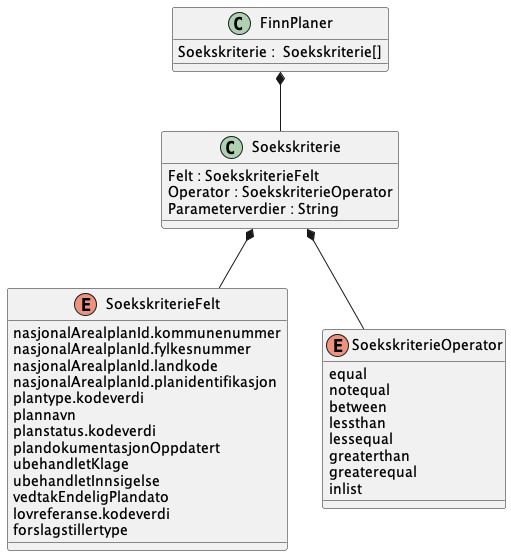 C FinnPlaner
Soekskriterie : Soekskriterie[]
C Soekskriterie
Felt : SoekskriterieFelt
Operator : SoekskriterieOperator
Parameterverdier : String
E SoekskriterieFelt
nasjonalArealplanId.kommunenummer
nasjonalArealplanId.fylkesnummer
nasjonalArealplanId.landkode
nasjonalArealplanId.planidentifikasjon
plantype.kodeverdi
plannavn
planstatus.kodeverdi
plandokumentasjonOppdatert
ubehandletKlage
ubehandletInnsigelse
vedtakEndeligPlandato
lovreferanse.kodeverdi
forslagstillertype
E SoekskriterieOperator
equal
notequal
between
lessthan
lessequal
greaterthan
greaterequal
inlist